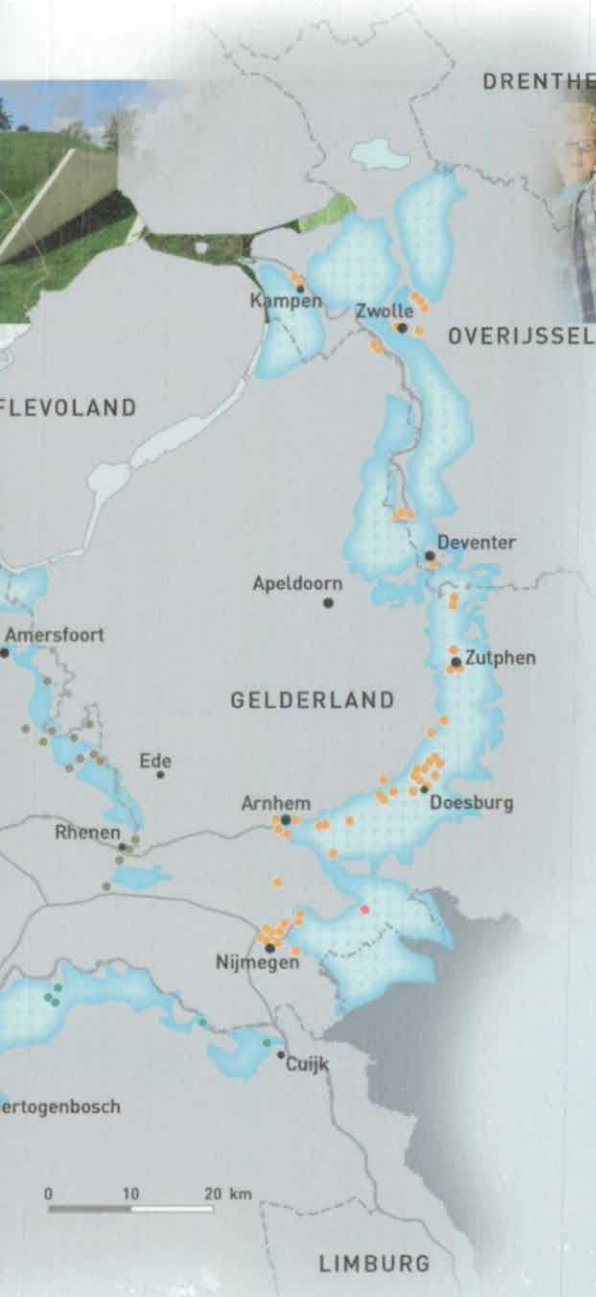 DRENTHE
Kampen
Zwolle
OVERIJSSEL
FLEVOLAND
Deventer
Apeldoorn
Amersfoort
Zutphen
GELDERLAND
Ede
Arnhem
Doesburg
Rhenen
Nijmegen
Cuijk
ertogenbosch
0 10 20 km
LIMBURG